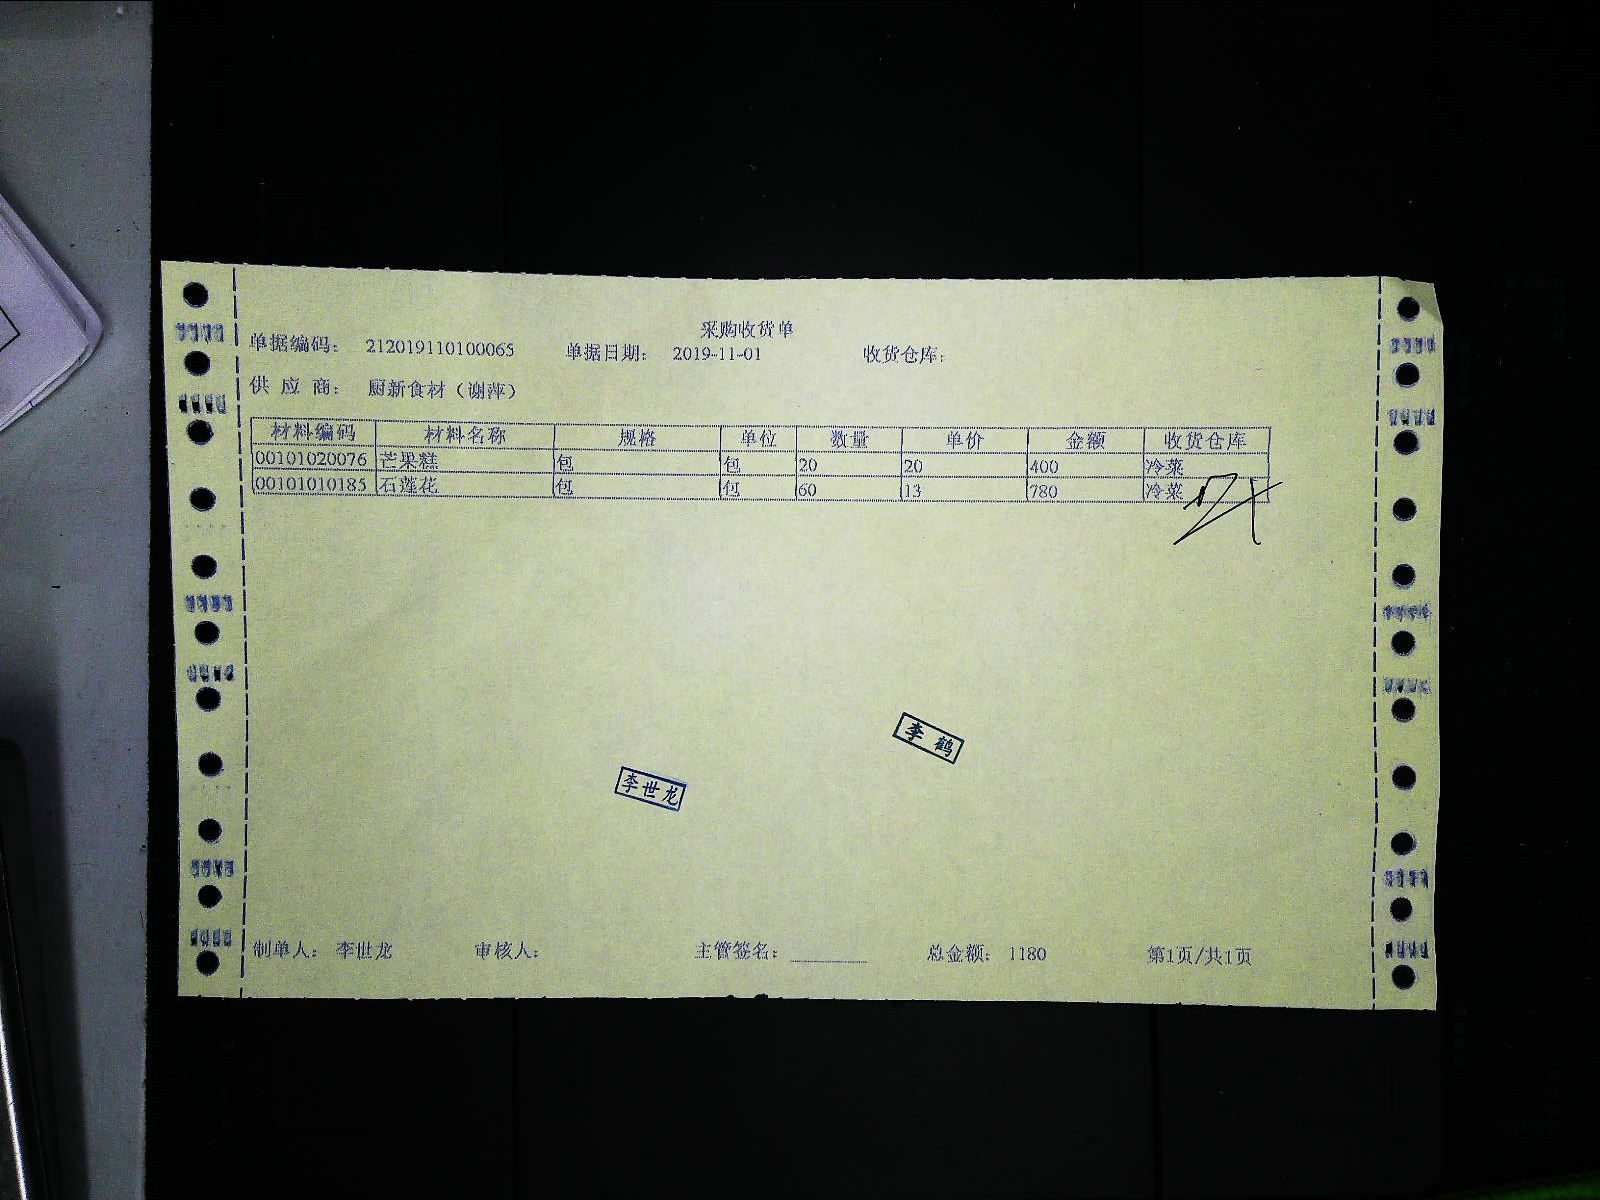 采购收货单
单据编码： 212019110100065 单据日期： 2019-11-01 收货仓库：
供 应 商： 厨新食材（谢萍）
材料编码 材料名称 规格 单位 数量 单价 金额 收货仓库
00101020076 芒果糕 包 包 20 20 400 冷菜
00101010185 石莲花 包 包 60 13 780 冷菜
李 鹤
李世龙
制单人： 李世龙 审核人： 主管签名： 总金额： 1180 第1页/共1页